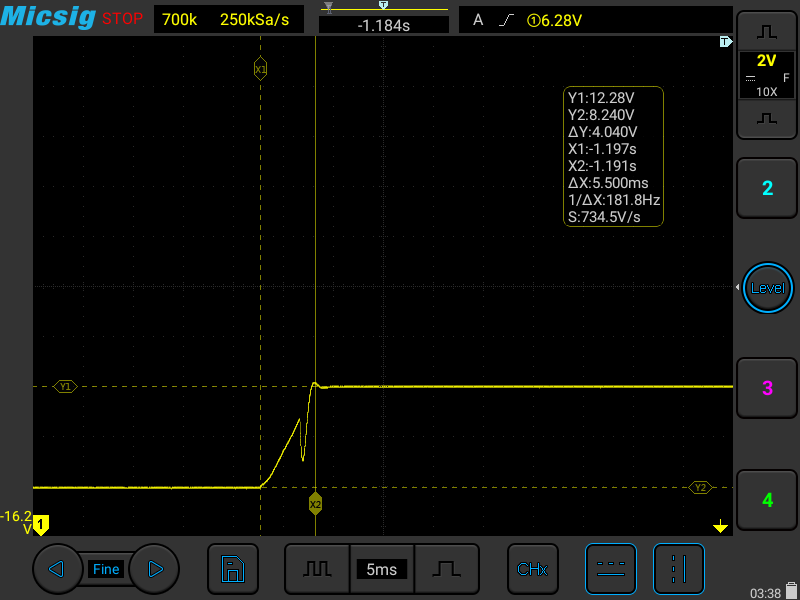 Micsig STOP 700k 250kSa/s T -1.184s A ①6.28V
T
X1
2V
F
10X
Y1:12.28V
Y2:8.240V
ΔY:4.040V
X1:-1.197s
X2:-1.191s
ΔX:5.500ms
1/ΔX:181.8Hz
S:734.5V/s
2
Level
Y1
3
Y2
X2
-16.2
V
1
4
Fine
5ms
CHx
03:38